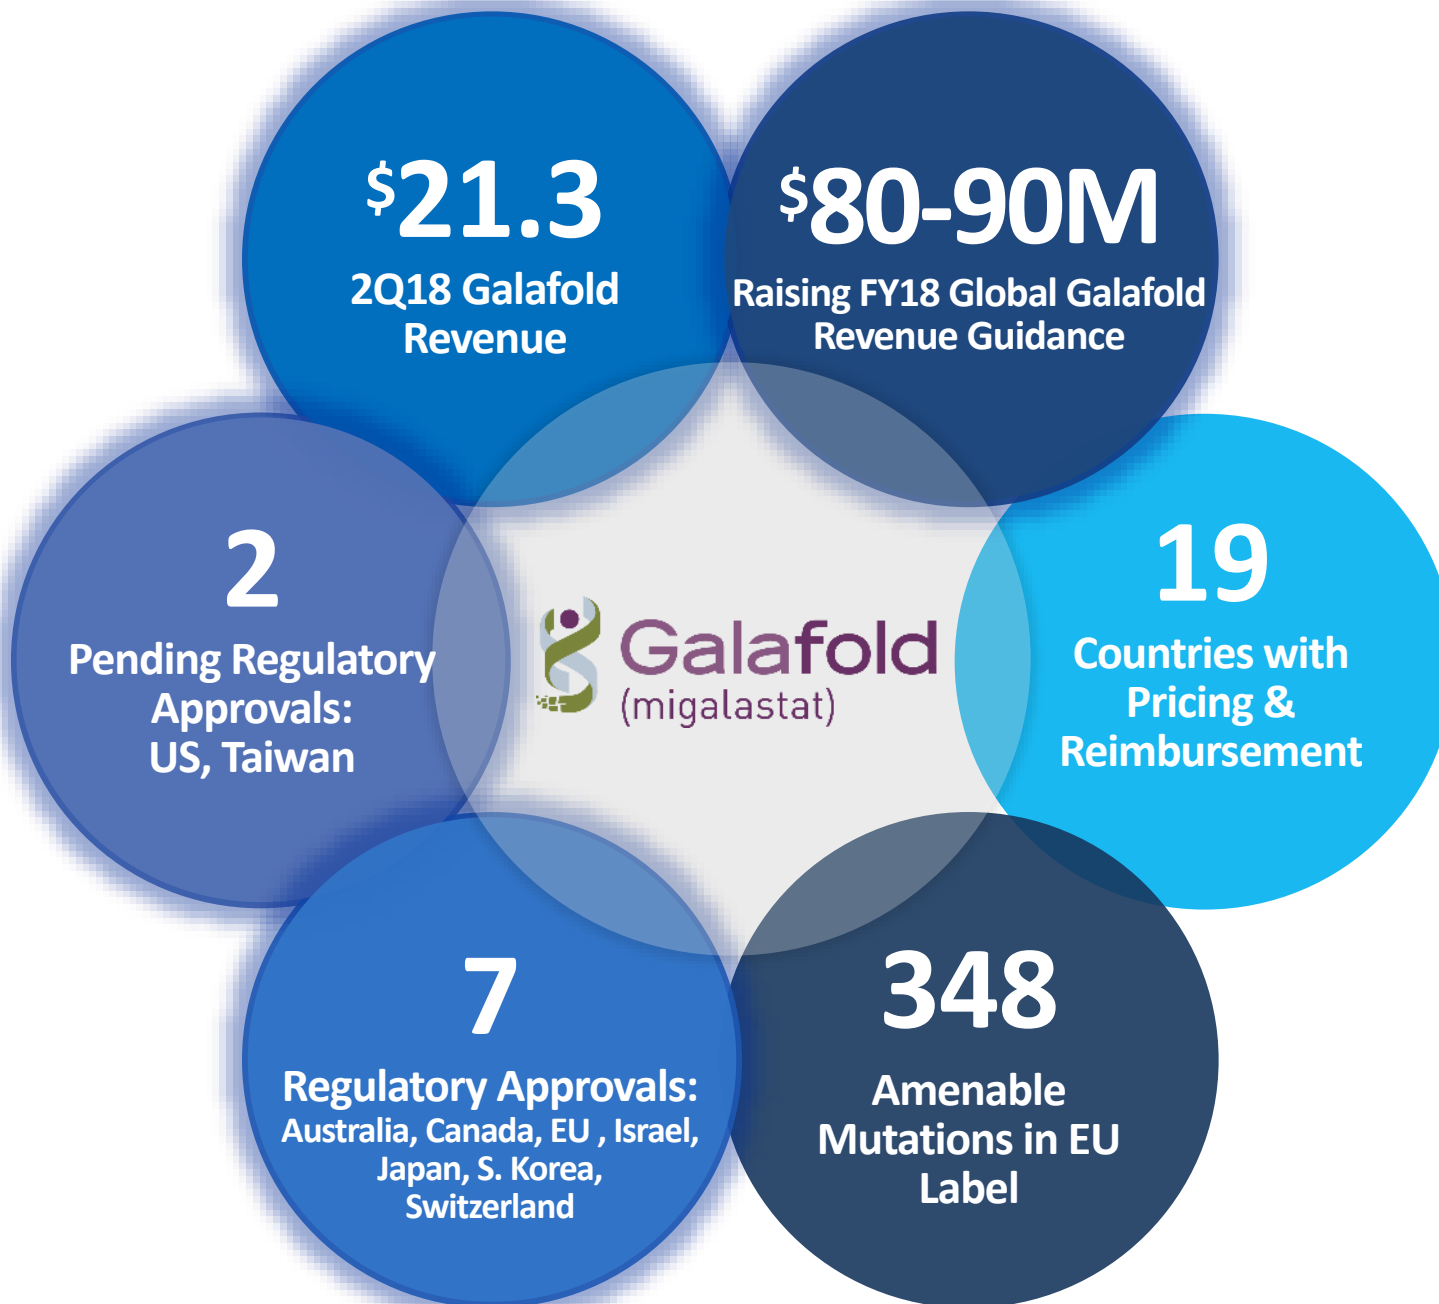 $21.3
2Q18 Galafold
Revenue
$80-90M
Raising FY18 Global Galafold
Revenue Guidance
2
Pending Regulatory
Approvals:
US, Taiwan
Galafold
(migalastat)
19
Countries with
Pricing &
Reimbursement
7
Regulatory Approvals:
Australia, Canada, EU , Israel,
Japan, S. Korea,
Switzerland
348
Amenable
Mutations in EU
Label